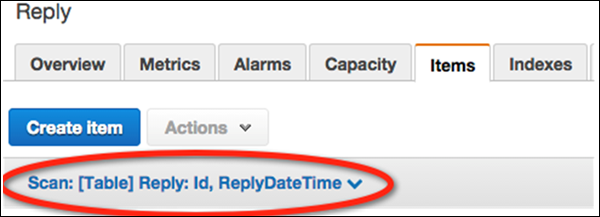 Reply
Overview Metrics Alarms Capacity Items Indexes
Create item Actions
Scan: [Table] Reply: Id, ReplyDateTime